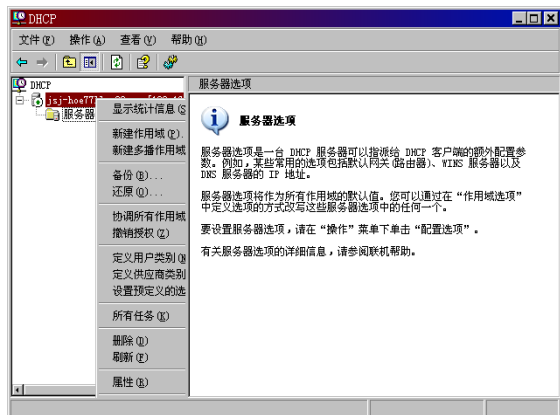 DHCP
文件(F) 操作(A) 查看(V) 帮助(H)
DHCP
服务器
显示统计信息(S
新建作用域(P).
新建多播作用域
备份(B)...
还原(O)...
协调所有作用域
撤销授权(Z)
定义用户类别(N
定义供应商类别
设置预定义的选
所有任务(K)
删除(D)
刷新(F)
属性(R)
服务器选项
服务器选项
服务器选项是一台 DHCP 服务器可以指派给 DHCP 客户端的额外配置参
数。例如，某些常用的选项包括默认网关(路由器)、WINS 服务器以及
DNS 服务器的 IP 地址。
服务器选项将作为所有作用域的默认值。您可以通过在“作用域选项”
中定义选项的方式改写这些服务器选项中的任何一个。
要设置服务器选项，请在“操作”菜单下单击“配置选项”。
有关服务器选项的详细信息，请参阅联机帮助。